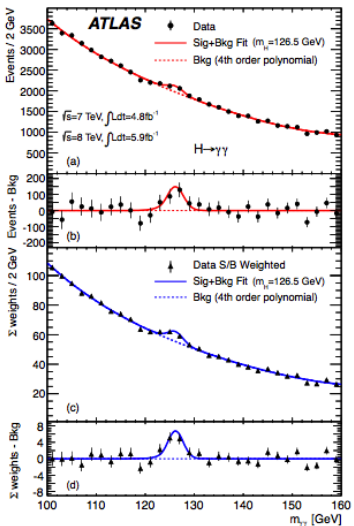 ATLAS
Data
Sig+Bkg Fit (m_H=126.5 GeV)
Bkg (4th order polynomial)
Events / 2 GeV
3500
3000
2500
2000
1500
1000
√s=7 TeV, ∫Ldt=4.8fb⁻¹
√s=8 TeV, ∫Ldt=5.9fb⁻¹
(a)
H→γγ
Events - Bkg
200
100
0
-100
-200
(b)
Σ weights / 2 GeV
100
80
60
40
20
Data S/B Weighted
Sig+Bkg Fit (m_H=126.5 GeV)
Bkg (4th order polynomial)
(c)
Σ weights - Bkg
8
4
0
-4
-8
(d)
100 110 120 130 140 150 160
m_γγ [GeV]